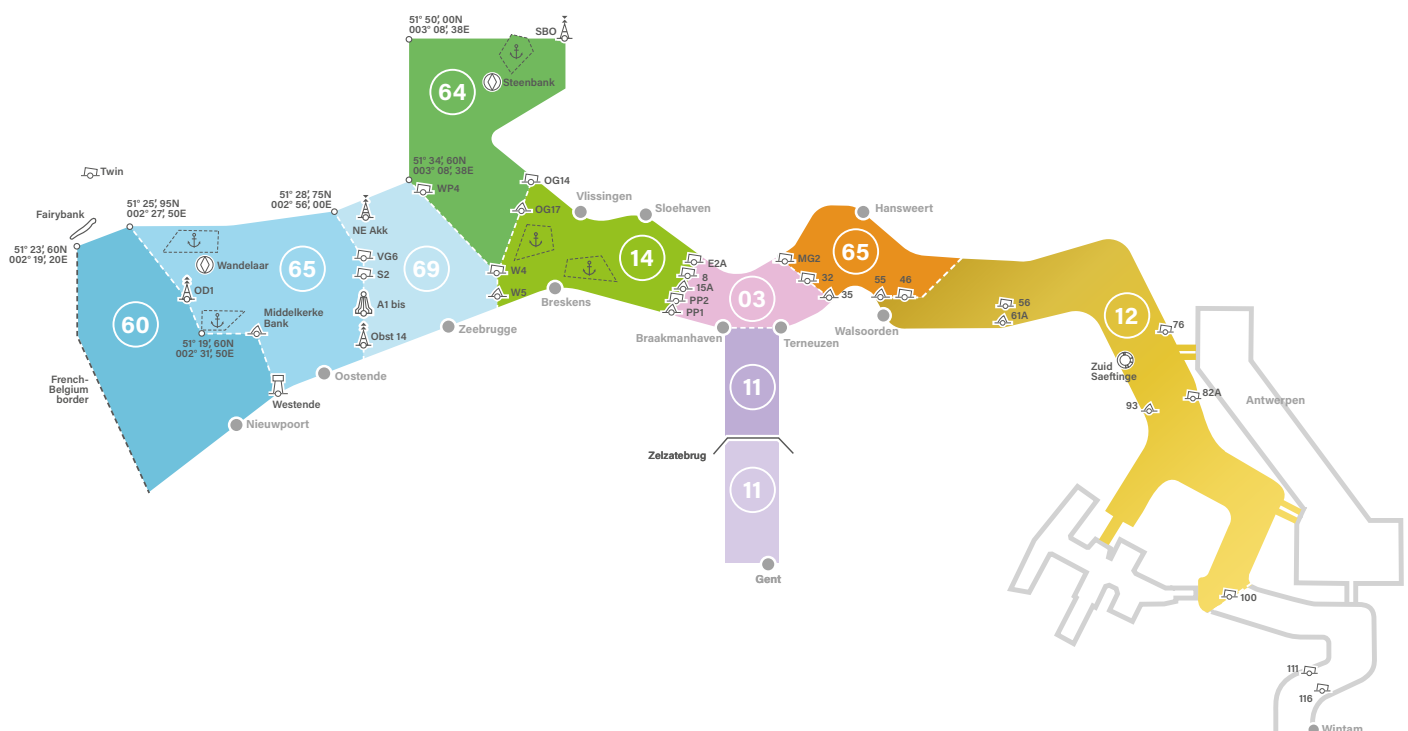 51° 50', 00N
003° 08', 38E
SBO
64
Steenbank
51° 34', 60N
003° 08', 38E
WP4
OG14
OG17
Twin
Fairybank
51° 25', 95N
002° 27', 50E
51° 28', 75N
002° 56', 00E
51° 23', 60N
002° 19', 20E
NE Akk
Wandelaar
65
VG6
S2
69
OD1
A1 bis
Middelkerke
Bank
60
51° 19', 60N
002° 31', 50E
Obst 14
Zeebrugge
Oostende
French-
Belgium
border
Westende
Nieuwpoort
W4
W5
Vlissingen
Sloehaven
14
Breskens
E2A
8
15A
PP2
PP1
03
Braakmanhaven
Terneuzen
MG2
32
35
65
Hansweert
55
46
Walsoorden
11
Zelzatebrug
11
Gent
56
61A
12
76
Zuid
Saeftinge
93
82A
Antwerpen
100
111
116
Wintam